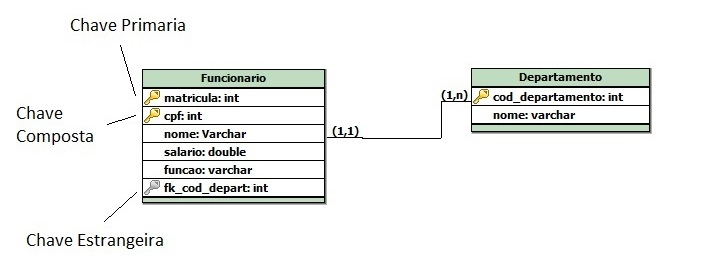 Chave Primaria
Funcionario
matricula: int
Chave
Composta
cpf: int
nome: Varchar
salario: double
funcao: varchar
fk_cod_depart: int
Chave Estrangeira
(1,1)
(1,n)
Departamento
cod_departamento: int
nome: varchar